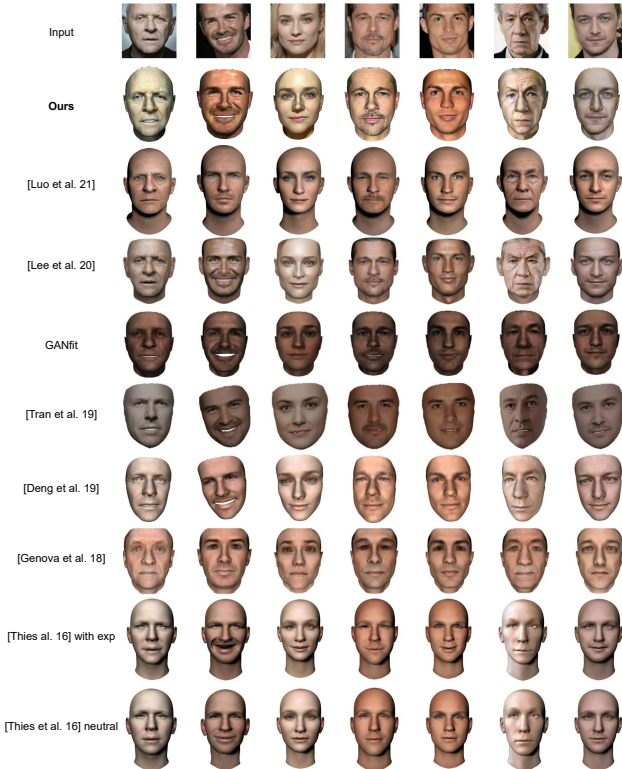 Input
Ours
[Luo et al. 21]
[Lee et al. 20]
GANfit
[Tran et al. 19]
[Deng et al. 19]
[Genova et al. 18]
[Thies al. 16] with exp
[Thies et al. 16] neutral